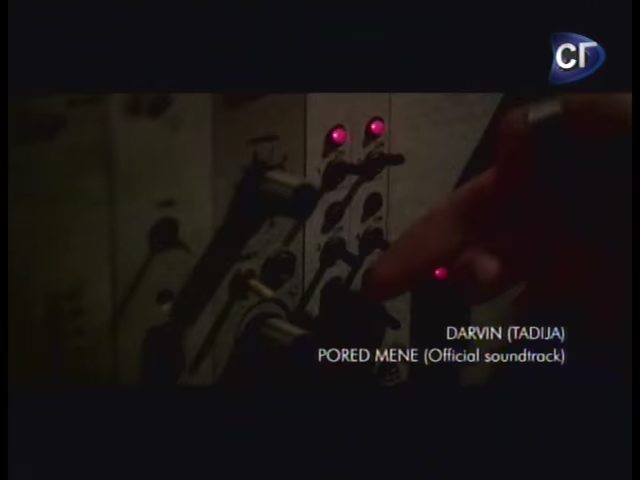 СГ
DARVIN (TADIJA)
PORED MENE (Official soundtrack)